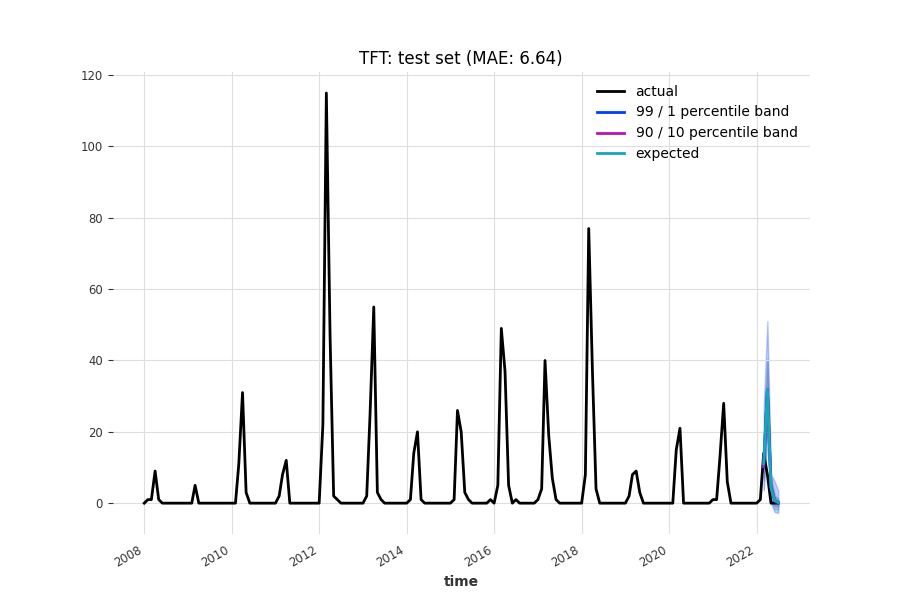 TFT: test set (MAE: 6.64)
actual
99 / 1 percentile band
90 / 10 percentile band
expected
120
100
80
60
40
20
0
2008 2010 2012 2014 2016 2018 2020 2022
time